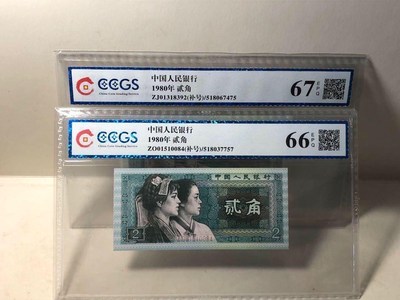 CCGS
中国人民银行
1980年 贰角
ZJ01318392(补号)/518067475
67 EPQ
CCGS
中国人民银行
1980年 贰角
ZO01510084(补号)/518037757
66 EPQ
中国人民银行
贰角
2